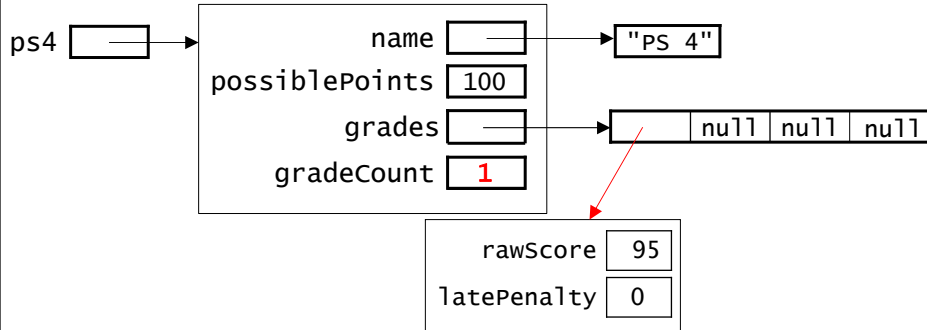 ps4
name "PS 4"
possiblePoints 100
grades null null null
gradeCount 1
rawScore 95
latePenalty 0